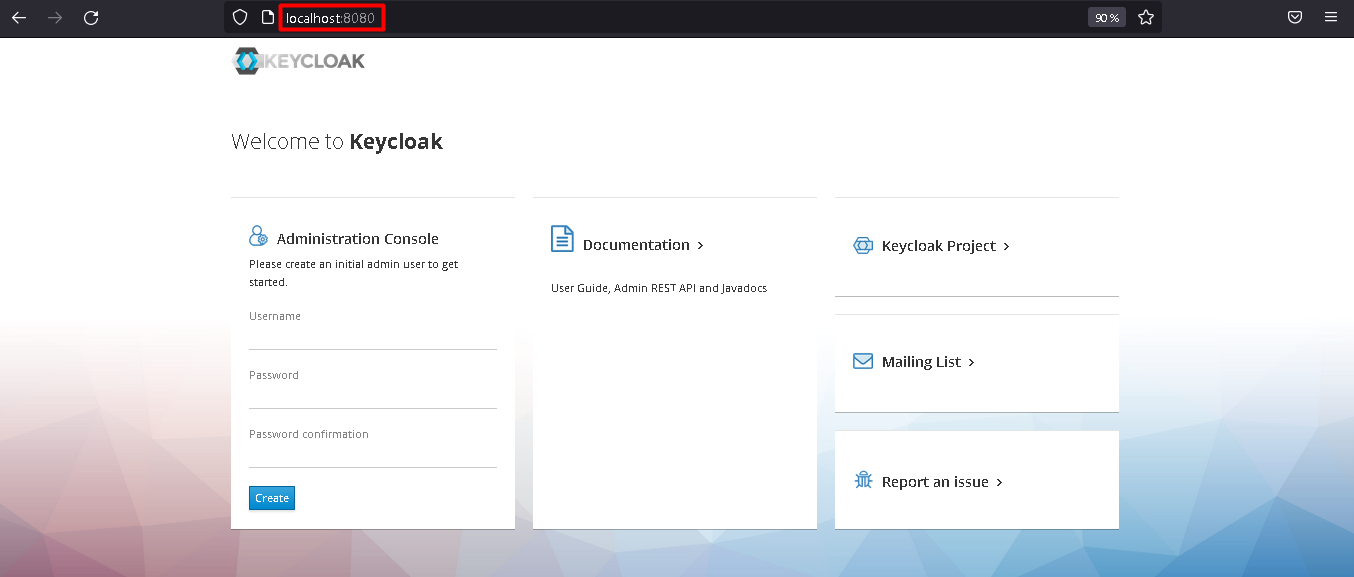 localhost:8080
90%
KEYCLOAK
Welcome to Keycloak
Administration Console
Please create an initial admin user to get
started.
Username
Password
Password confirmation
Create
Documentation
User Guide, Admin REST API and Javadocs
Keycloak Project
Mailing List
Report an issue